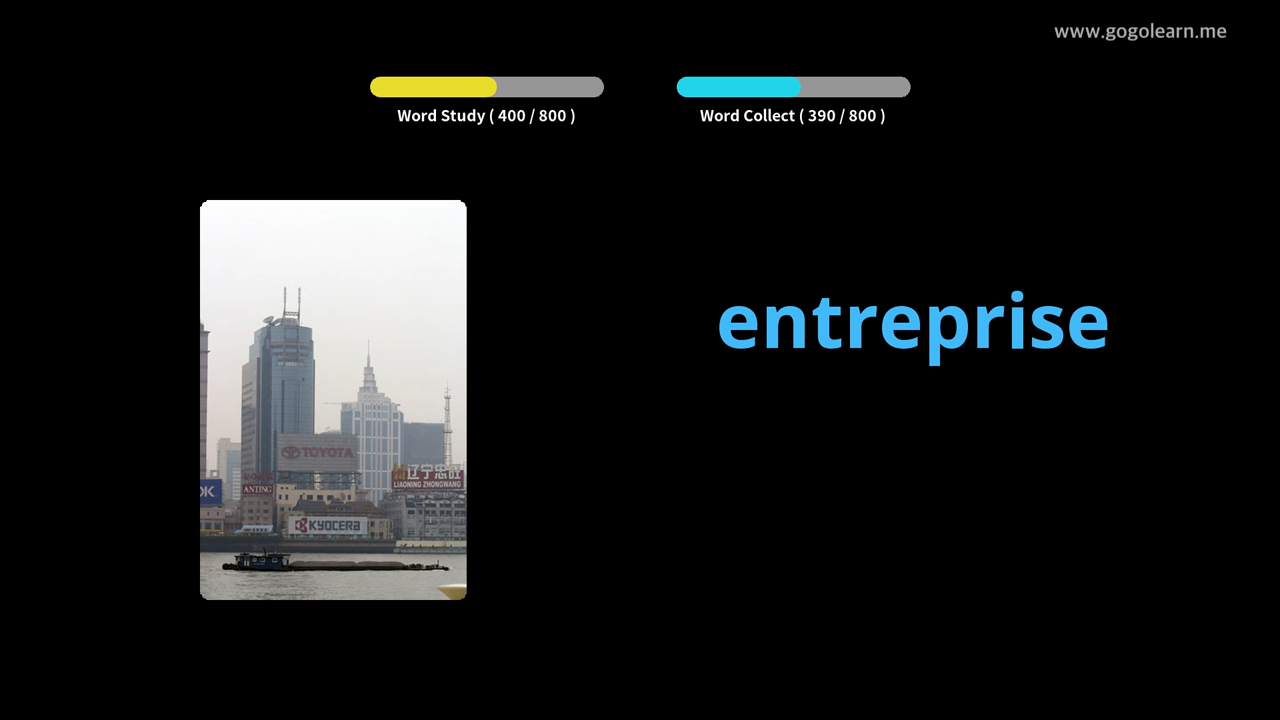 www.gogolearn.me
Word Study ( 400 / 800 )
Word Collect ( 390 / 800 )
entreprise
TOYOTA
辽宁忠旺
LIAONING ZHONGWANG
ANTING
KYOCERA